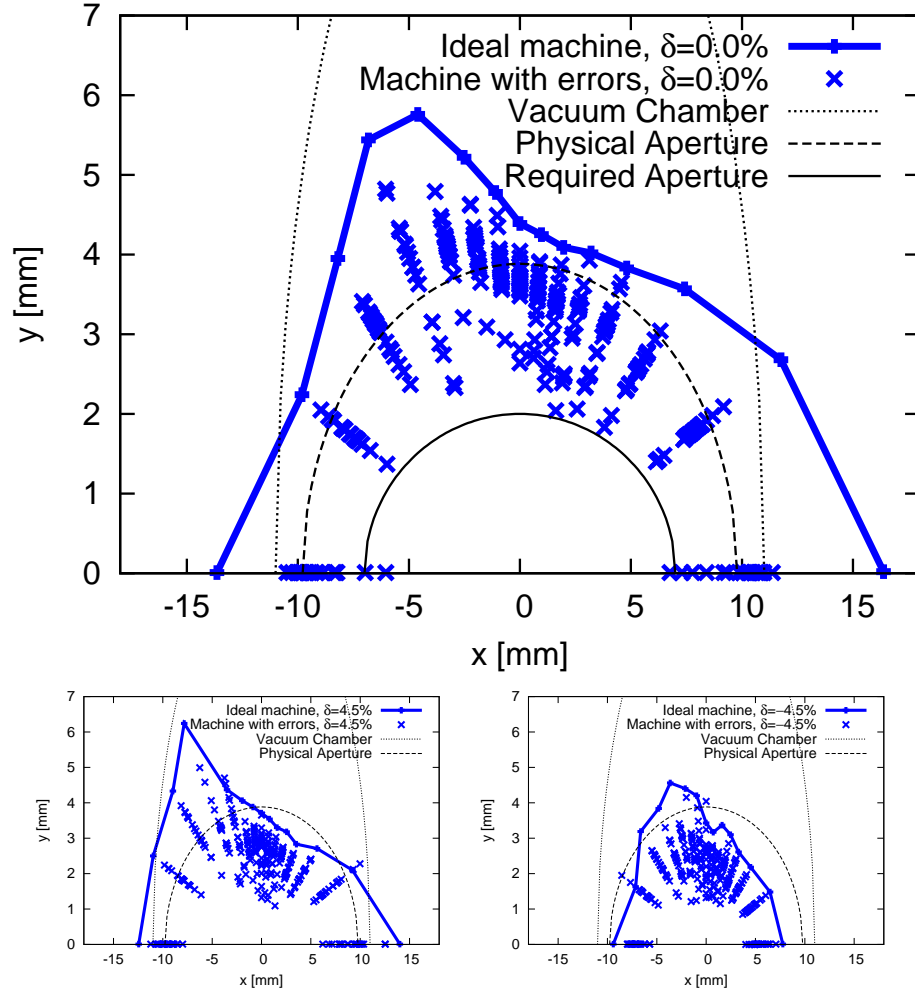 7
6
5
4
3
2
1
0
y [mm]
Ideal machine, δ=0.0%
Machine with errors, δ=0.0%
Vacuum Chamber
Physical Aperture
Required Aperture
-15 -10 -5 0 5 10 15
x [mm]
7
6
5
4
3
2
1
0
y [mm]
Ideal machine, δ=4.5%
Machine with errors, δ=4.5%
Vacuum Chamber
Physical Aperture
-15 -10 -5 0 5 10 15
x [mm]
7
6
5
4
3
2
1
0
y [mm]
Ideal machine, δ=−4.5%
Machine with errors, δ=−4.5%
Vacuum Chamber
Physical Aperture
-15 -10 -5 0 5 10 15
x [mm]